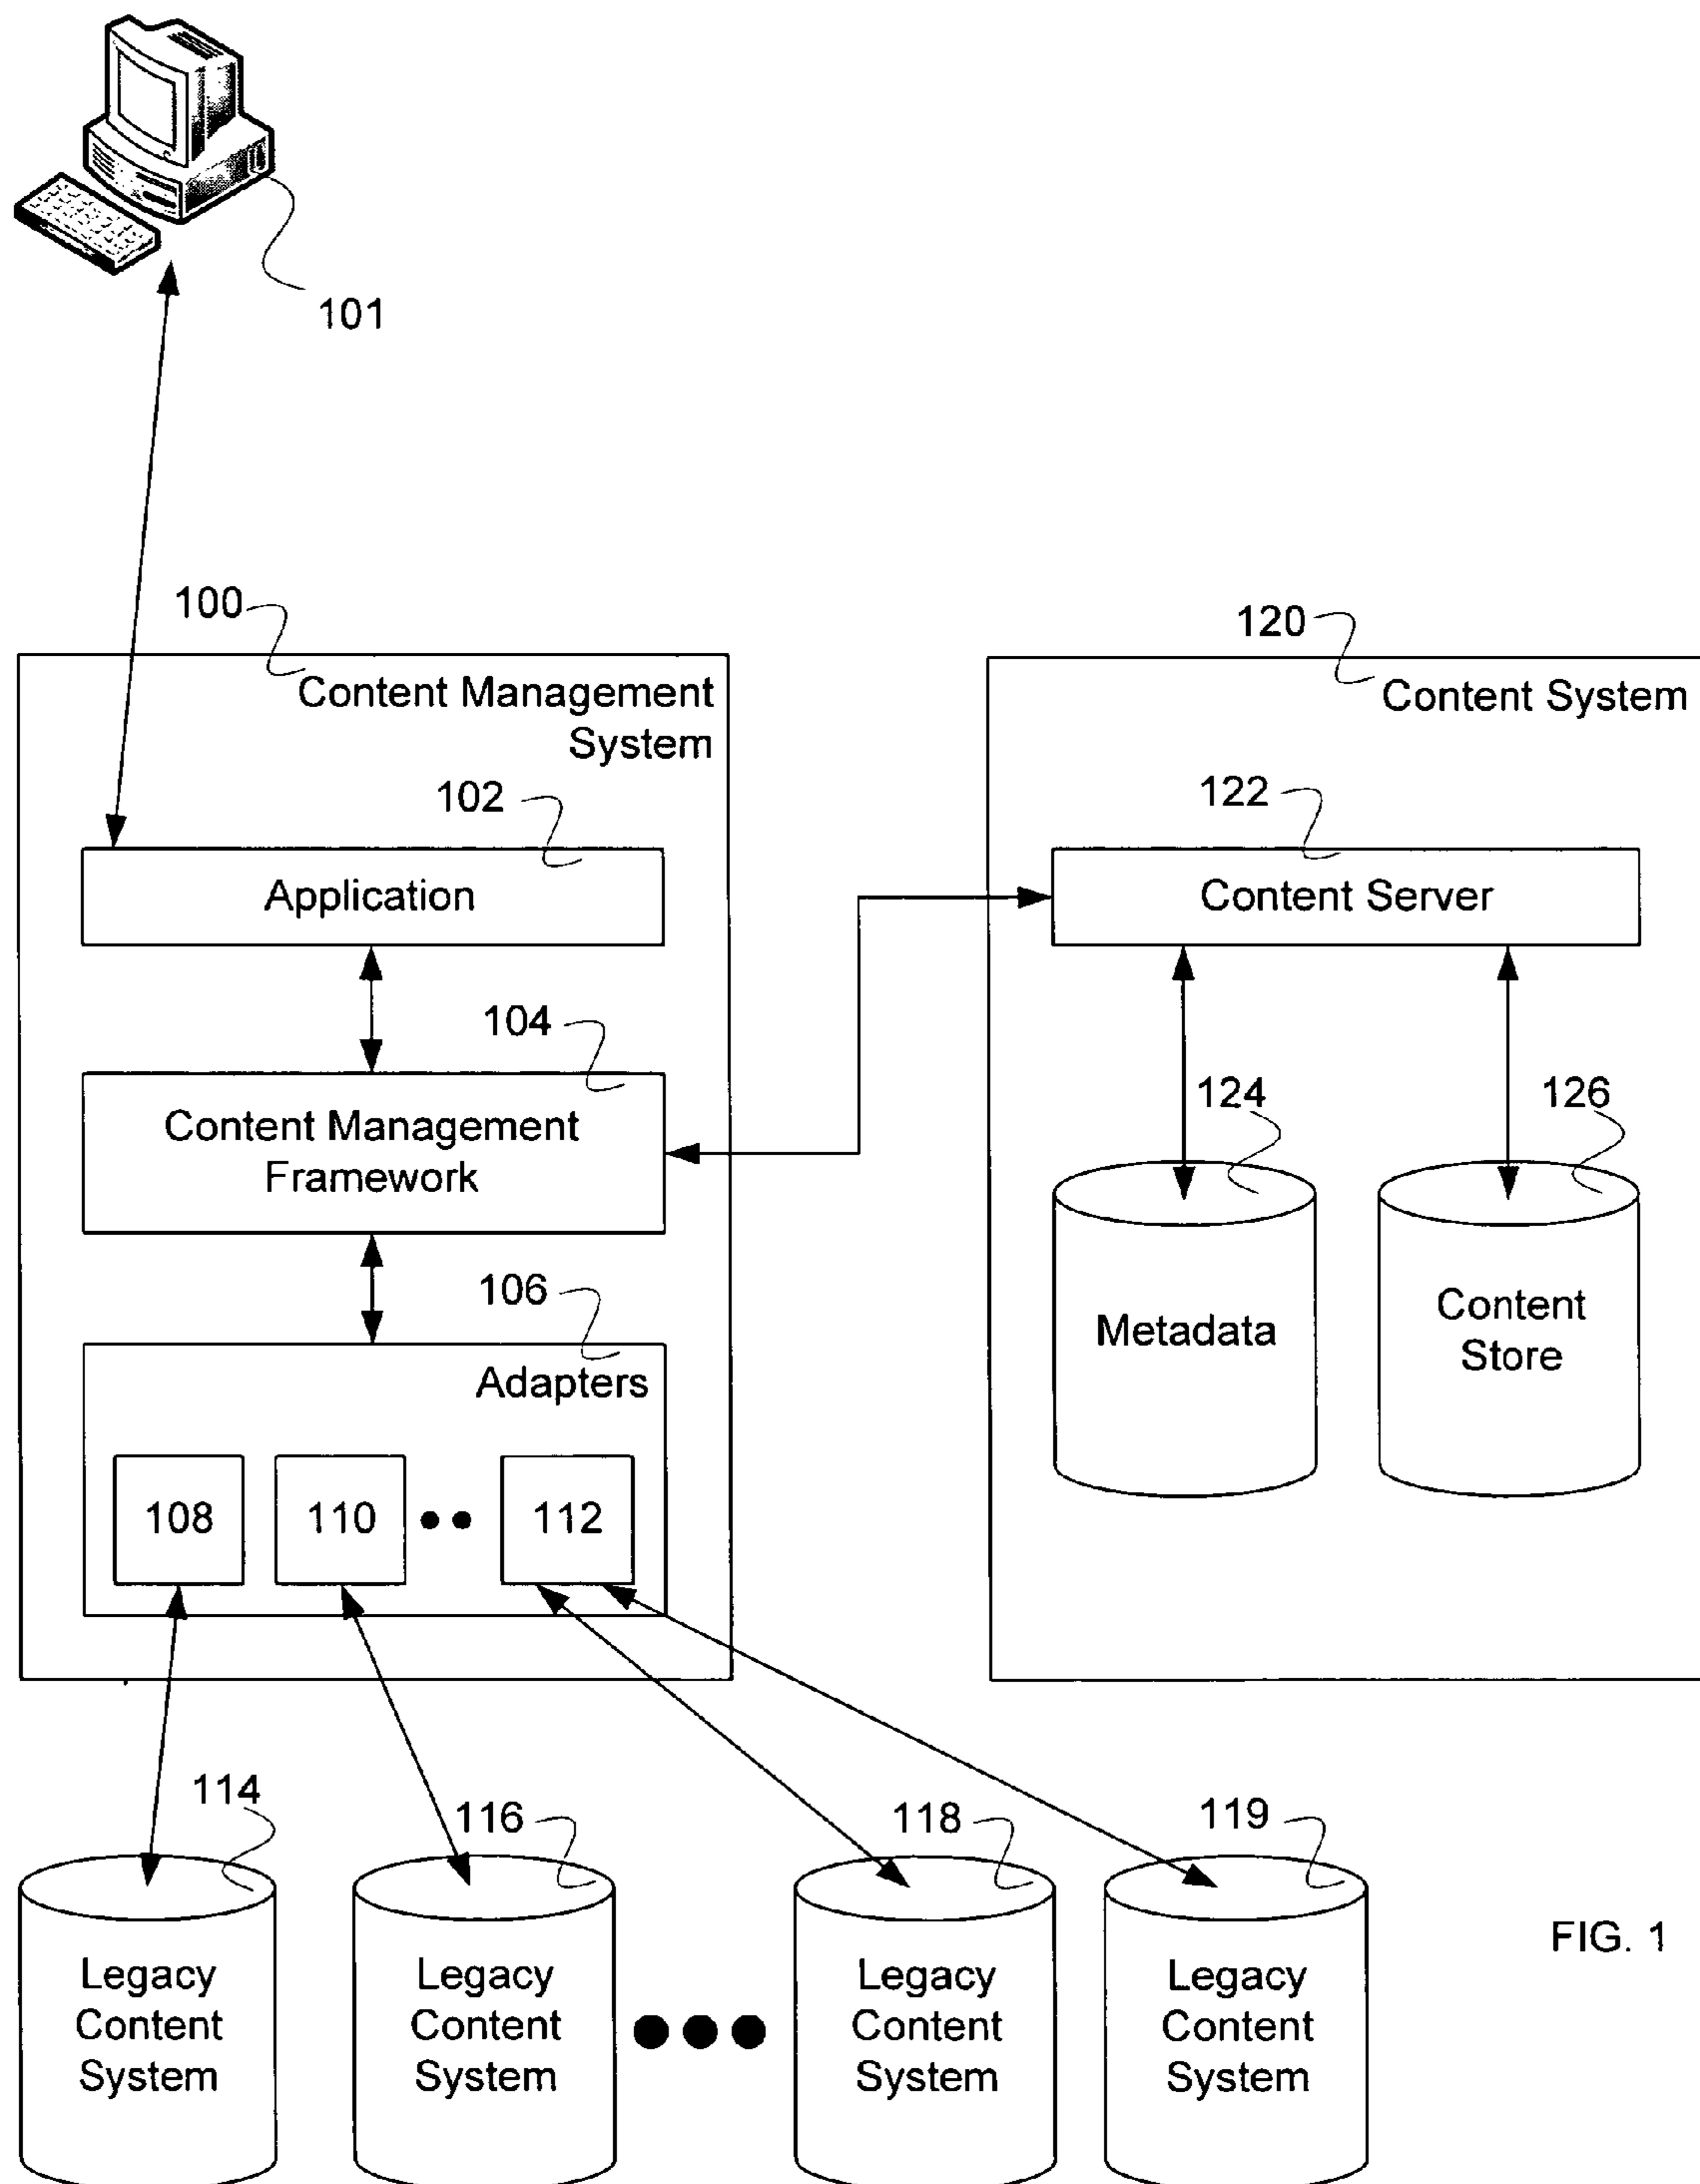 101
100
Content Management
System
120
Content System
102
Application
122
Content Server
104
Content Management
Framework
124
Metadata
126
Content
Store
106
Adapters
108
110
112
114
Legacy
Content
System
116
Legacy
Content
System
118
Legacy
Content
System
119
Legacy
Content
System
FIG. 1